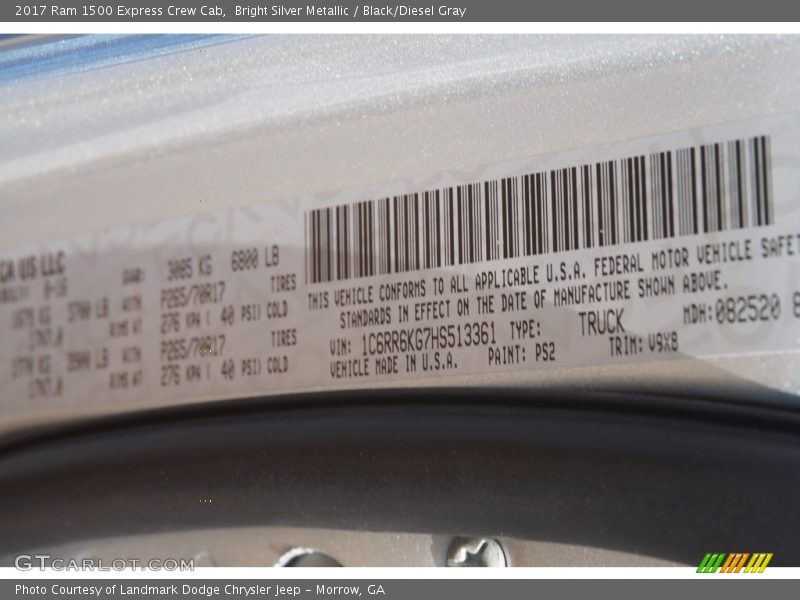 2017 Ram 1500 Express Crew Cab,  Bright Silver Metallic / Black/Diesel Gray
CA US LLC
3085 KG 6800 LB
P265/70R17 TIRES
276 KPA ( 40 PSI) COLD
P265/70R17 TIRES
276 KPA ( 40 PSI) COLD
THIS VEHICLE CONFORMS TO ALL APPLICABLE U.S.A. FEDERAL MOTOR VEHICLE SAFET
STANDARDS IN EFFECT ON THE DATE OF MANUFACTURE SHOWN ABOVE.
VIN: 1C6RR6KG7HS513361 TYPE: TRUCK MDH:082520
VEHICLE MADE IN U.S.A. PAINT: PS2 TRIM: V9X8
GTCARLOT.COM
Photo Courtesy of Landmark Dodge Chrysler Jeep – Morrow, GA